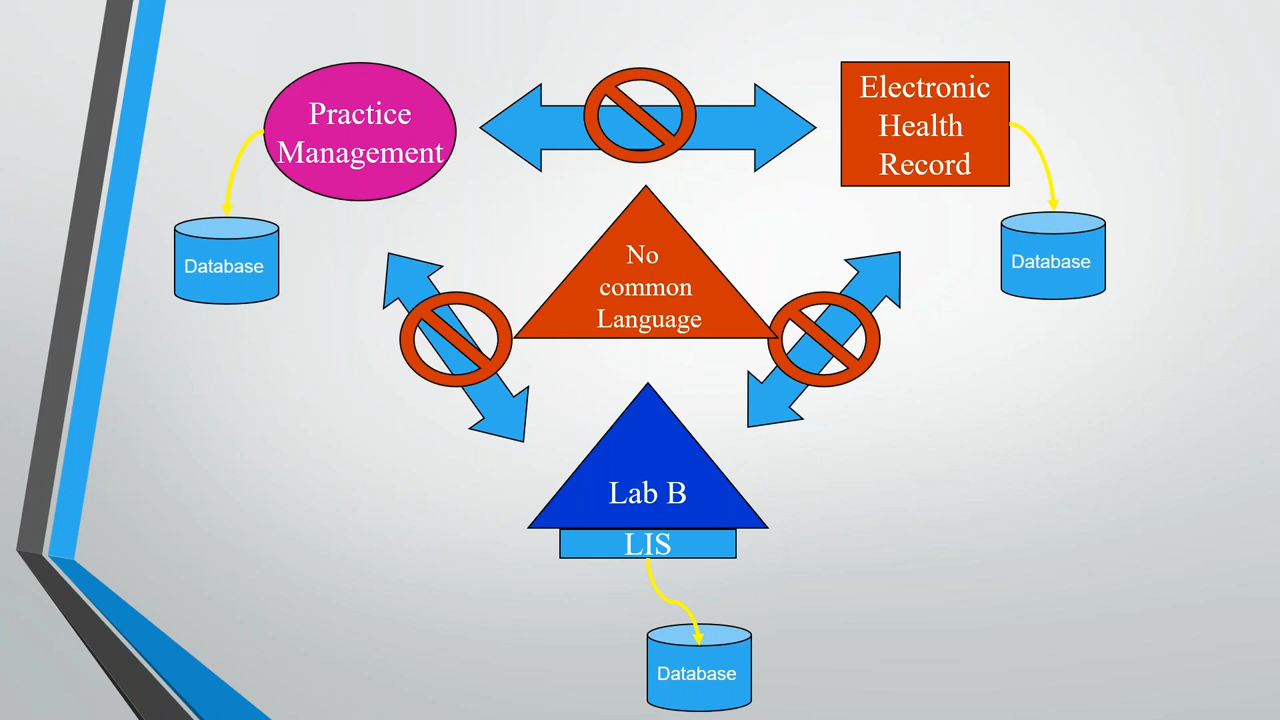 Practice
Management
Electronic
Health
Record
Database
Database
No
common
Language
Lab B
LIS
Database